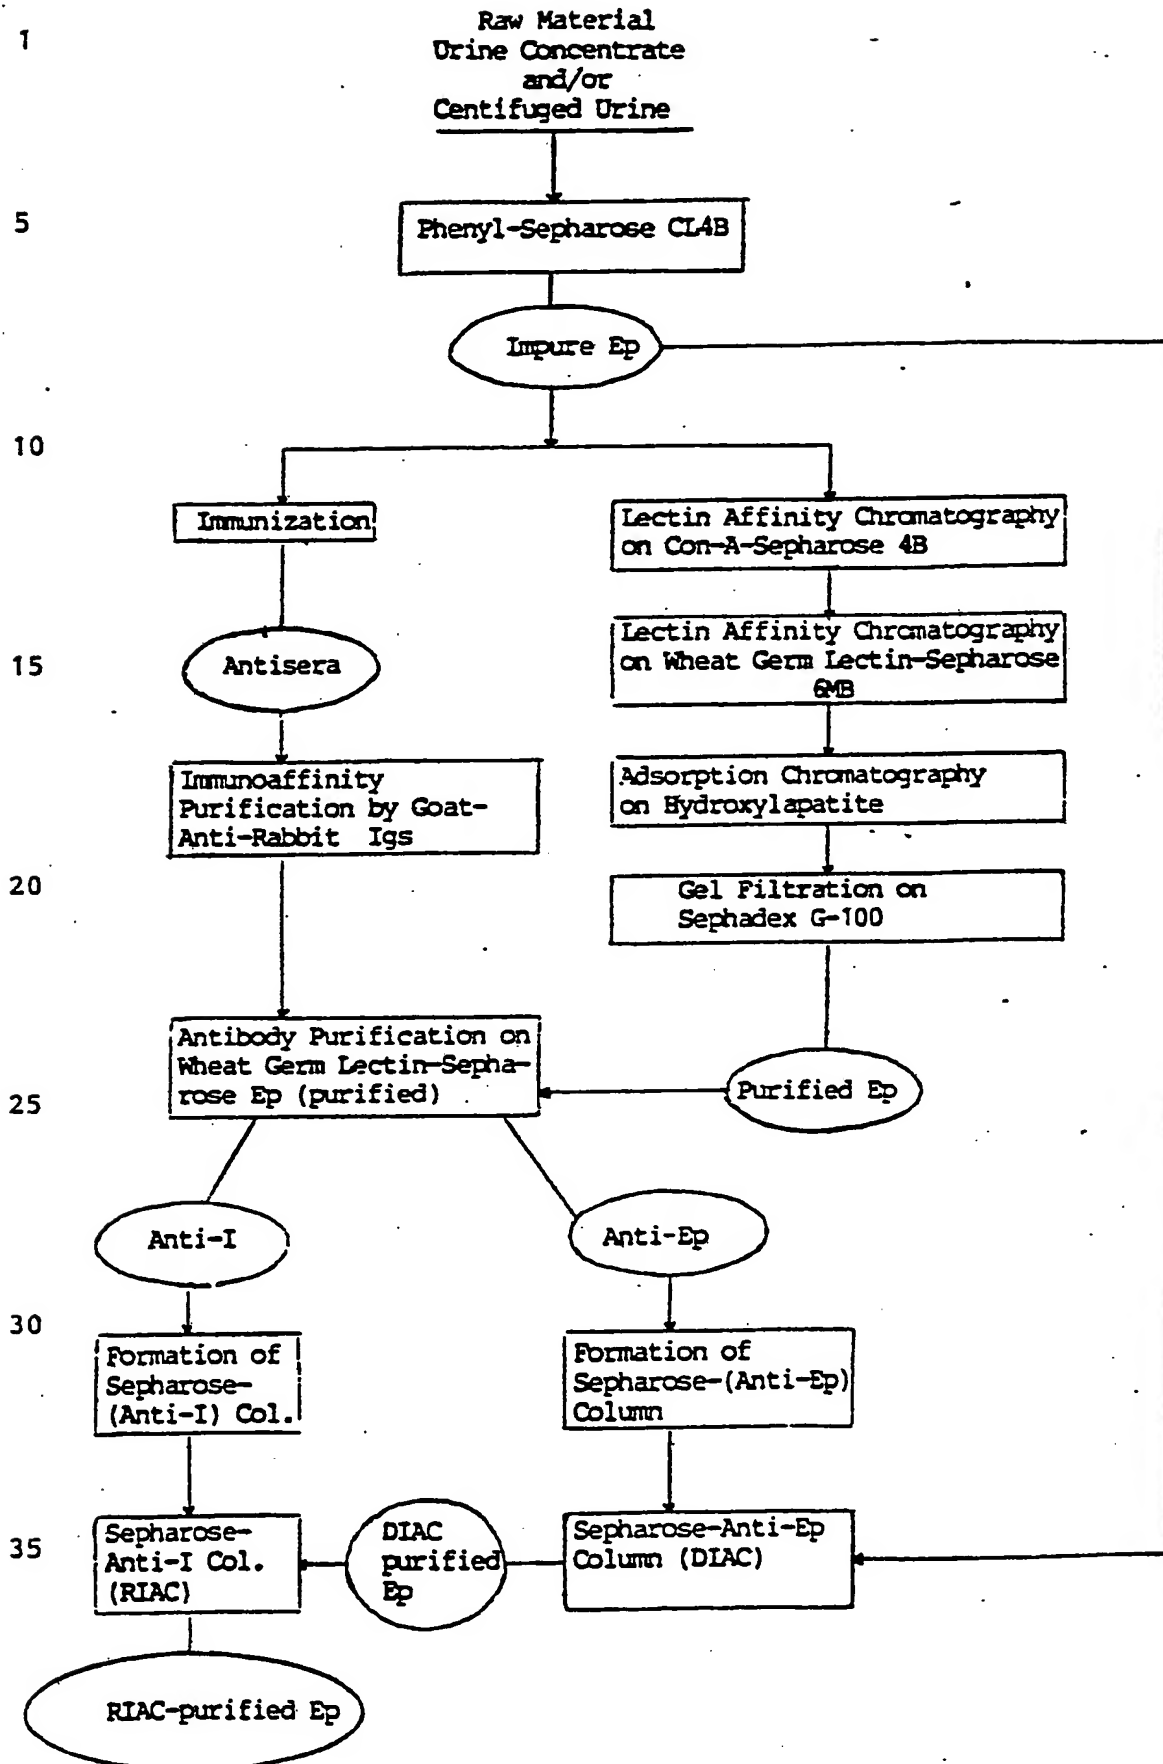 1
Raw Material
Urine Concentrate
and/or
Centifuged Urine
5
Phenyl-Sepharose CL4B
Impure Ep
10
Immunization
Lectin Affinity Chromatography
on Con-A-Sepharose 4B
Antisera
15
Lectin Affinity Chromatography
on Wheat Germ Lectin-Sepharose
6MB
Immunoaffinity
Purification by Goat-
Anti-Rabbit Igs
Adsorption Chromatography
on Hydroxylapatite
20
Gel Filtration on
Sephadex G-100
Antibody Purification on
Wheat Germ Lectin-Sepha-
rose Ep (purified)
25
Purified Ep
Anti-I
Anti-Ep
30
Formation of
Sepharose-
(Anti-I) Col.
Formation of
Sepharose-(Anti-Ep)
Column
35
Sepharose-
Anti-I Col.
(RIAC)
DIAC
purified
Ep
Sepharose-Anti-Ep
Column (DIAC)
RIAC-purified Ep